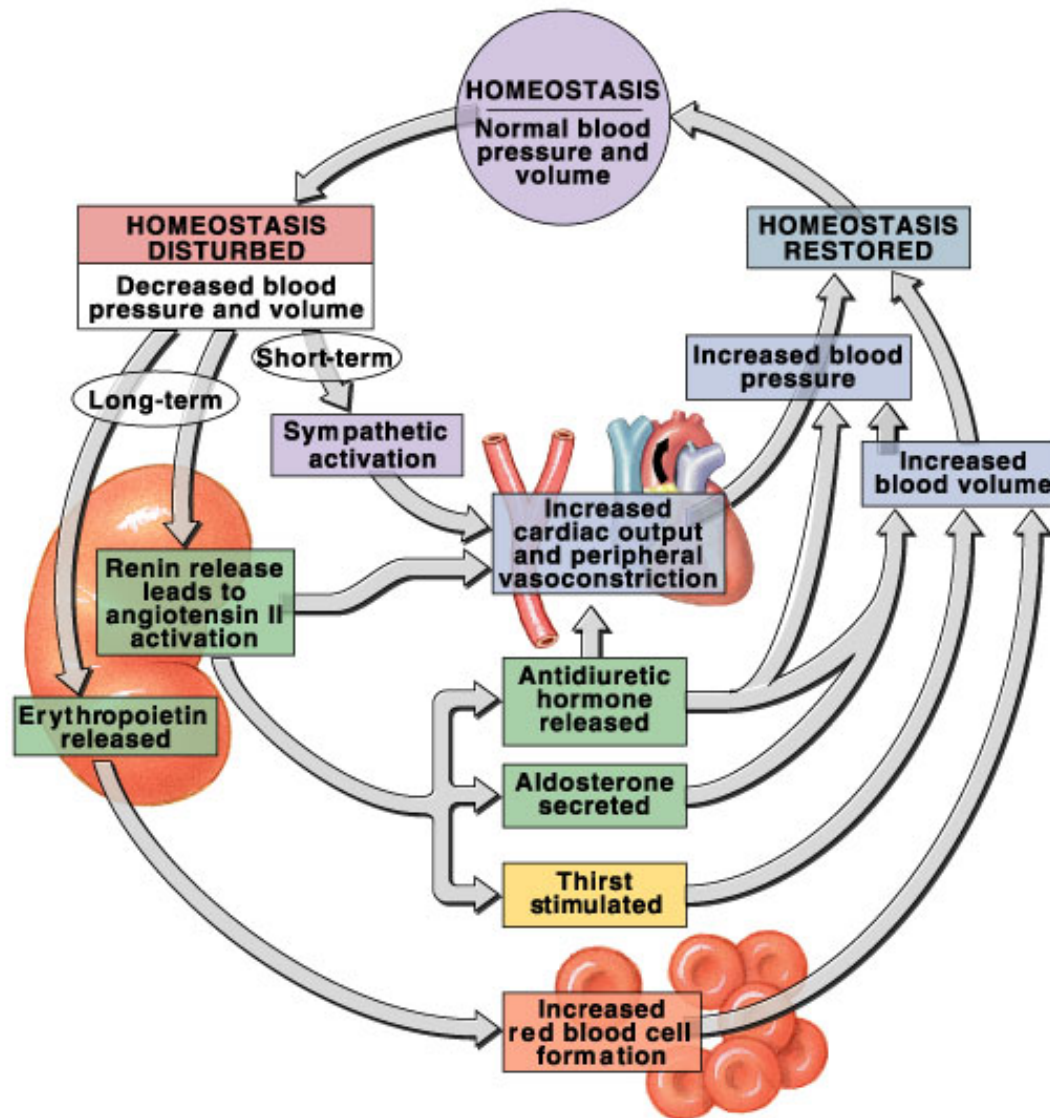 HOMEOSTASIS
Normal blood
pressure and
volume
HOMEOSTASIS
DISTURBED
Decreased blood
pressure and volume
HOMEOSTASIS
RESTORED
Short-term
Long-term
Increased blood
pressure
Sympathetic
activation
Increased
blood volume
Increased
cardiac output
and peripheral
vasoconstriction
Renin release
leads to
angiotensin II
activation
Antidiuretic
hormone
released
Erythropoietin
released
Aldosterone
secreted
Thirst
stimulated
Increased
red blood cell
formation